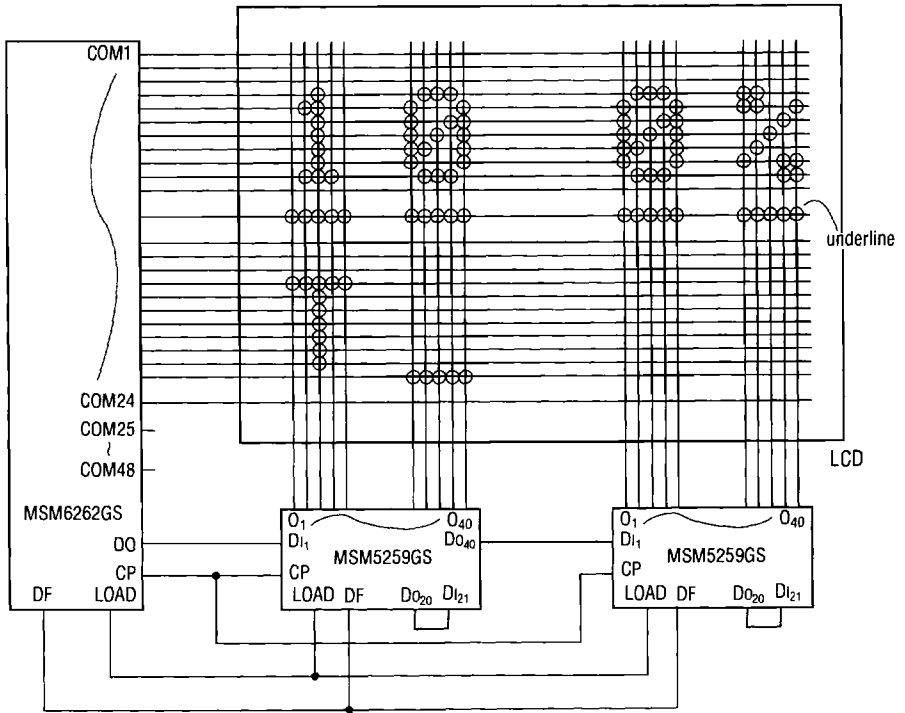 COM1
underline
COM24
COM25
~
COM48
LCD
MSM6262GS
DO
CP
DF LOAD
O1 O40
DI1 MSM5259GS DO40
CP
LOAD DF DO20 DI21
O1 O40
DI1 MSM5259GS
CP
LOAD DF DO20 DI21